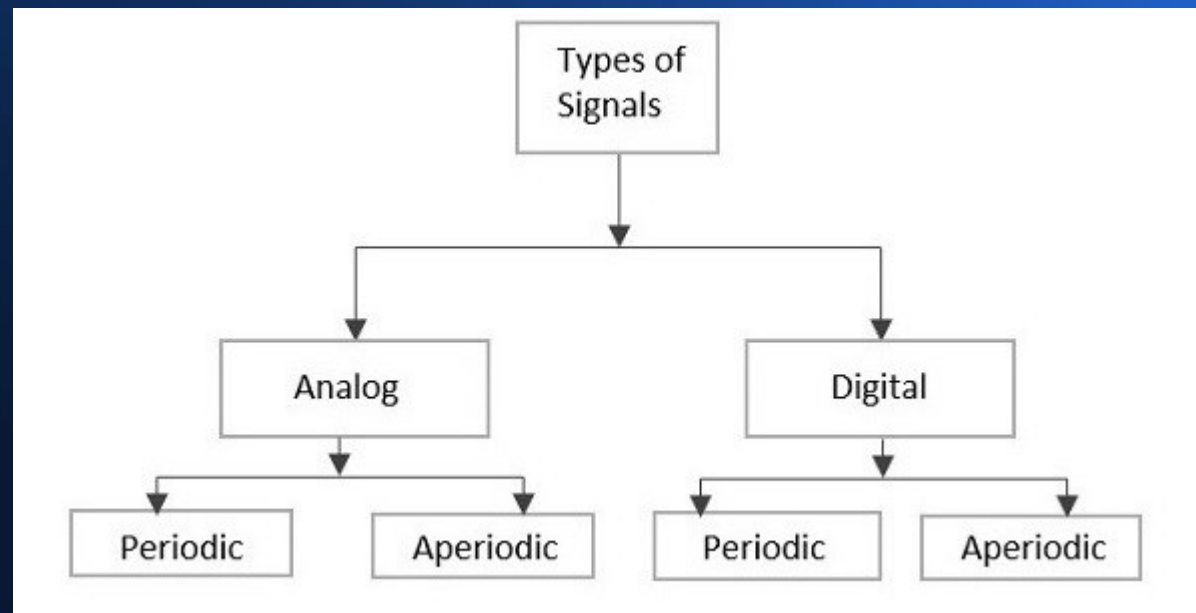 Types of
Signals
Analog
Digital
Periodic
Aperiodic
Periodic
Aperiodic